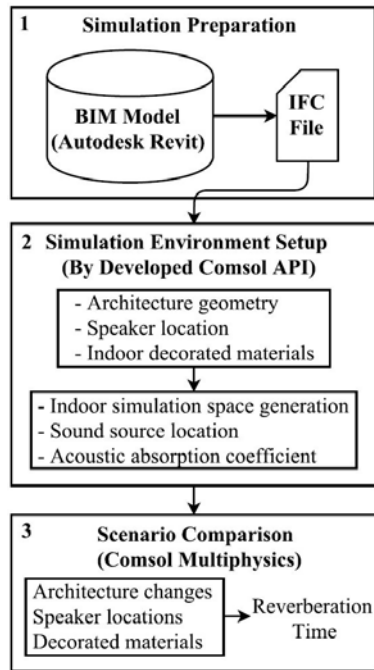 1 Simulation Preparation
BIM Model
(Autodesk Revit)
IFC
File
2 Simulation Environment Setup
(By Developed Comsol API)
- Architecture geometry
- Speaker location
- Indoor decorated materials
- Indoor simulation space generation
- Sound source location
- Acoustic absorption coefficient
3 Scenario Comparison
(Comsol Multiphysics)
Architecture changes
Speaker locations
Decorated materials
Reverberation
Time